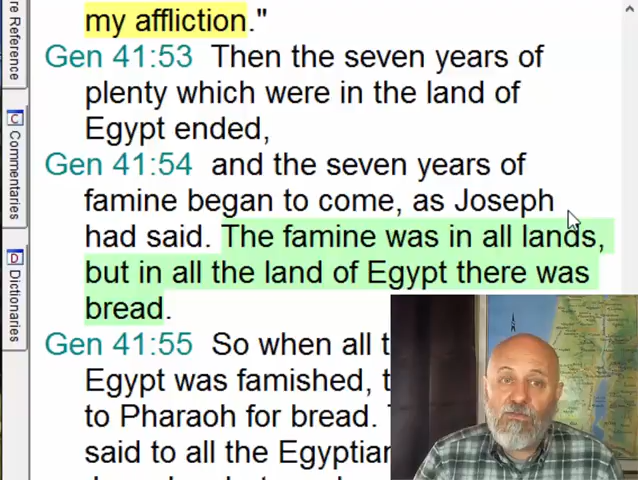 my affliction."
Gen 41:53 Then the seven years of
plenty which were in the land of
Egypt ended,
Gen 41:54 and the seven years of
famine began to come, as Joseph
had said. The famine was in all lands,
but in all the land of Egypt there was
bread.
Gen 41:55 So when all t
Egypt was famished, t
to Pharaoh for bread.
said to all the Egyptian
re Reference
Commentaries
Dictionaries